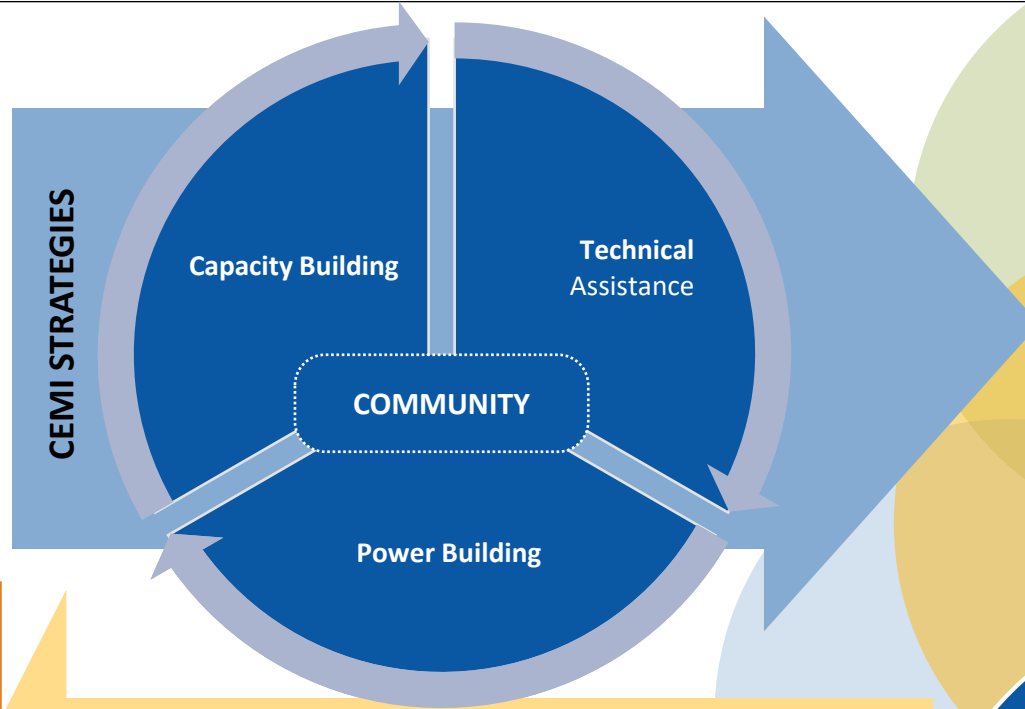 CEMI STRATEGIES
Capacity Building
Technical
Assistance
COMMUNITY
Power Building